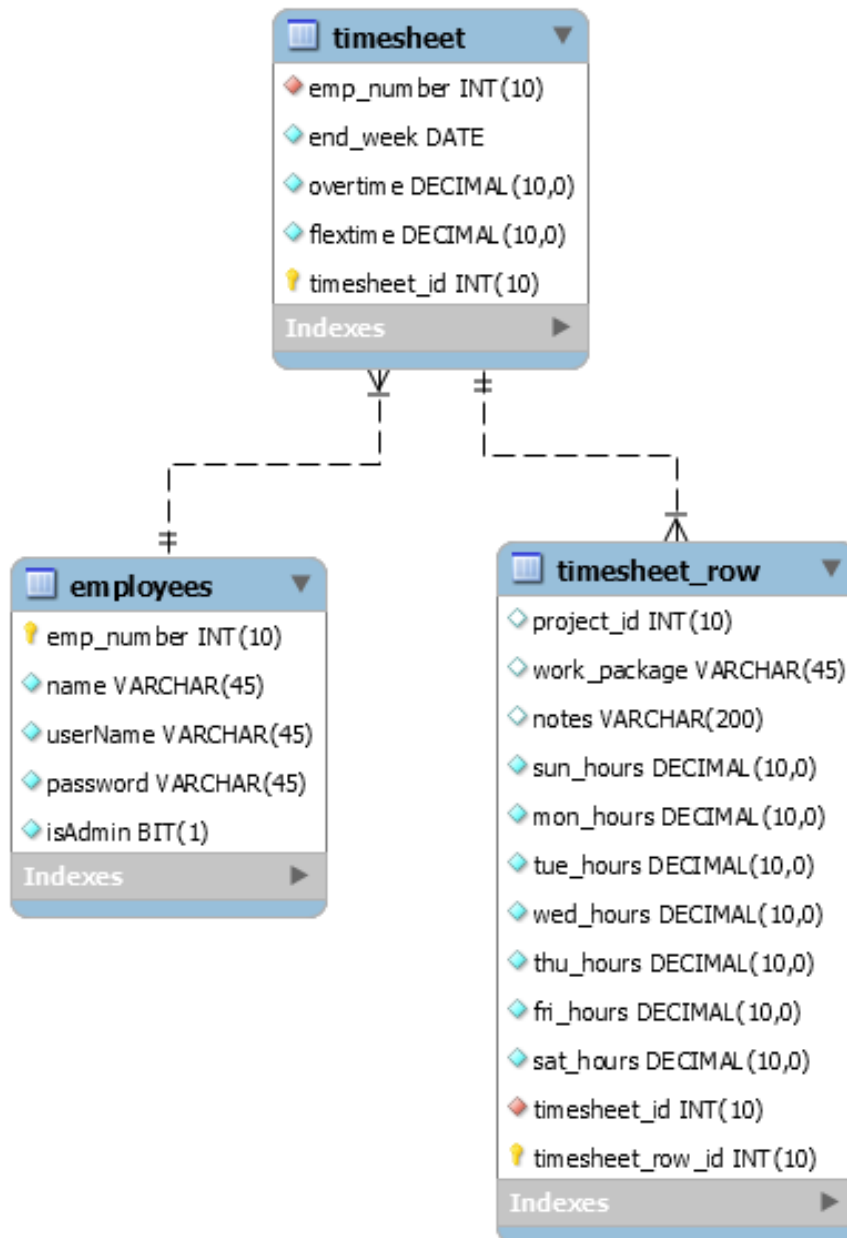 timesheet
emp_number INT(10)
end_week DATE
overtime DECIMAL(10,0)
flextime DECIMAL(10,0)
timesheet_id INT(10)
Indexes
employees
emp_number INT(10)
name VARCHAR(45)
userName VARCHAR(45)
password VARCHAR(45)
isAdmin BIT(1)
Indexes
timesheet_row
project_id INT(10)
work_package VARCHAR(45)
notes VARCHAR(200)
sun_hours DECIMAL(10,0)
mon_hours DECIMAL(10,0)
tue_hours DECIMAL(10,0)
wed_hours DECIMAL(10,0)
thu_hours DECIMAL(10,0)
fri_hours DECIMAL(10,0)
sat_hours DECIMAL(10,0)
timesheet_id INT(10)
timesheet_row_id INT(10)
Indexes